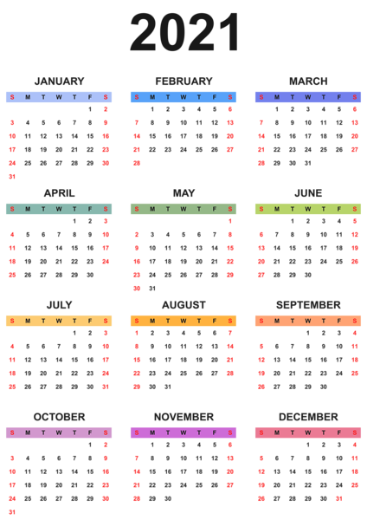 2021
JANUARY
S M T W T F S
1 2
3 4 5 6 7 8 9
10 11 12 13 14 15 16
17 18 19 20 21 22 23
24 25 26 27 28 29 30
31
FEBRUARY
S M T W T F S
1 2 3 4 5 6
7 8 9 10 11 12 13
14 15 16 17 18 19 20
21 22 23 24 25 26 27
28
MARCH
S M T W T F S
1 2 3 4 5 6
7 8 9 10 11 12 13
14 15 16 17 18 19 20
21 22 23 24 25 26 27
28 29 30 31
APRIL
S M T W T F S
1 2 3
4 5 6 7 8 9 10
11 12 13 14 15 16 17
18 19 20 21 22 23 24
25 26 27 28 29 30
MAY
S M T W T F S
1
2 3 4 5 6 7 8
9 10 11 12 13 14 15
16 17 18 19 20 21 22
23 24 25 26 27 28 29
30 31
JUNE
S M T W T F S
1 2 3 4 5
6 7 8 9 10 11 12
13 14 15 16 17 18 19
20 21 22 23 24 25 26
27 28 29 30
JULY
S M T W T F S
1 2 3
4 5 6 7 8 9 10
11 12 13 14 15 16 17
18 19 20 21 22 23 24
25 26 27 28 29 30 31
AUGUST
S M T W T F S
1 2 3 4 5 6 7
8 9 10 11 12 13 14
15 16 17 18 19 20 21
22 23 24 25 26 27 28
29 30 31
SEPTEMBER
S M T W T F S
1 2 3 4
5 6 7 8 9 10 11
12 13 14 15 16 17 18
19 20 21 22 23 24 25
26 27 28 29 30
OCTOBER
S M T W T F S
1 2
3 4 5 6 7 8 9
10 11 12 13 14 15 16
17 18 19 20 21 22 23
24 25 26 27 28 29 30
31
NOVEMBER
S M T W T F S
1 2 3 4 5 6
7 8 9 10 11 12 13
14 15 16 17 18 19 20
21 22 23 24 25 26 27
28 29 30
DECEMBER
S M T W T F S
1 2 3 4
5 6 7 8 9 10 11
12 13 14 15 16 17 18
19 20 21 22 23 24 25
26 27 28 29 30 31